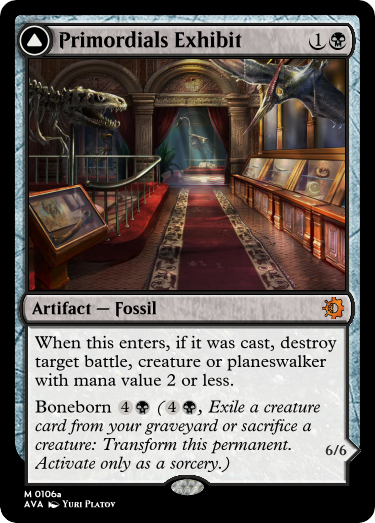 Primordials Exhibit 1
Artifact — Fossil
When this enters, if it was cast, destroy
target battle, creature or planeswalker
with mana value 2 or less.
Boneborn 4 (4, Exile a creature
card from your graveyard or sacrifice a
creature: Transform this permanent.
Activate only as a sorcery.)
6/6
M 0106a
AVA Yuri Platov